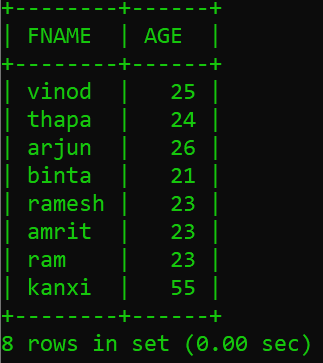 +--------+------+
| FNAME  | AGE  |
+--------+------+
| vinod  |   25 |
| thapa  |   24 |
| arjun  |   26 |
| binta  |   21 |
| ramesh |   23 |
| amrit  |   23 |
| ram    |   23 |
| kanxi  |   55 |
+--------+------+
8 rows in set (0.00 sec)